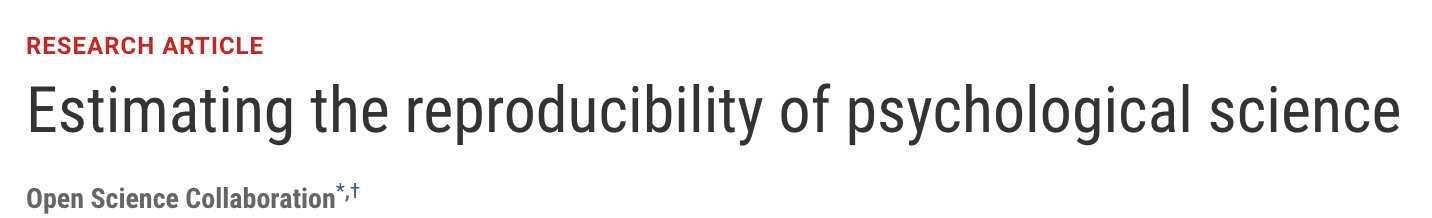 RESEARCH ARTICLE
Estimating the reproducibility of psychological science
Open Science Collaboration*,†